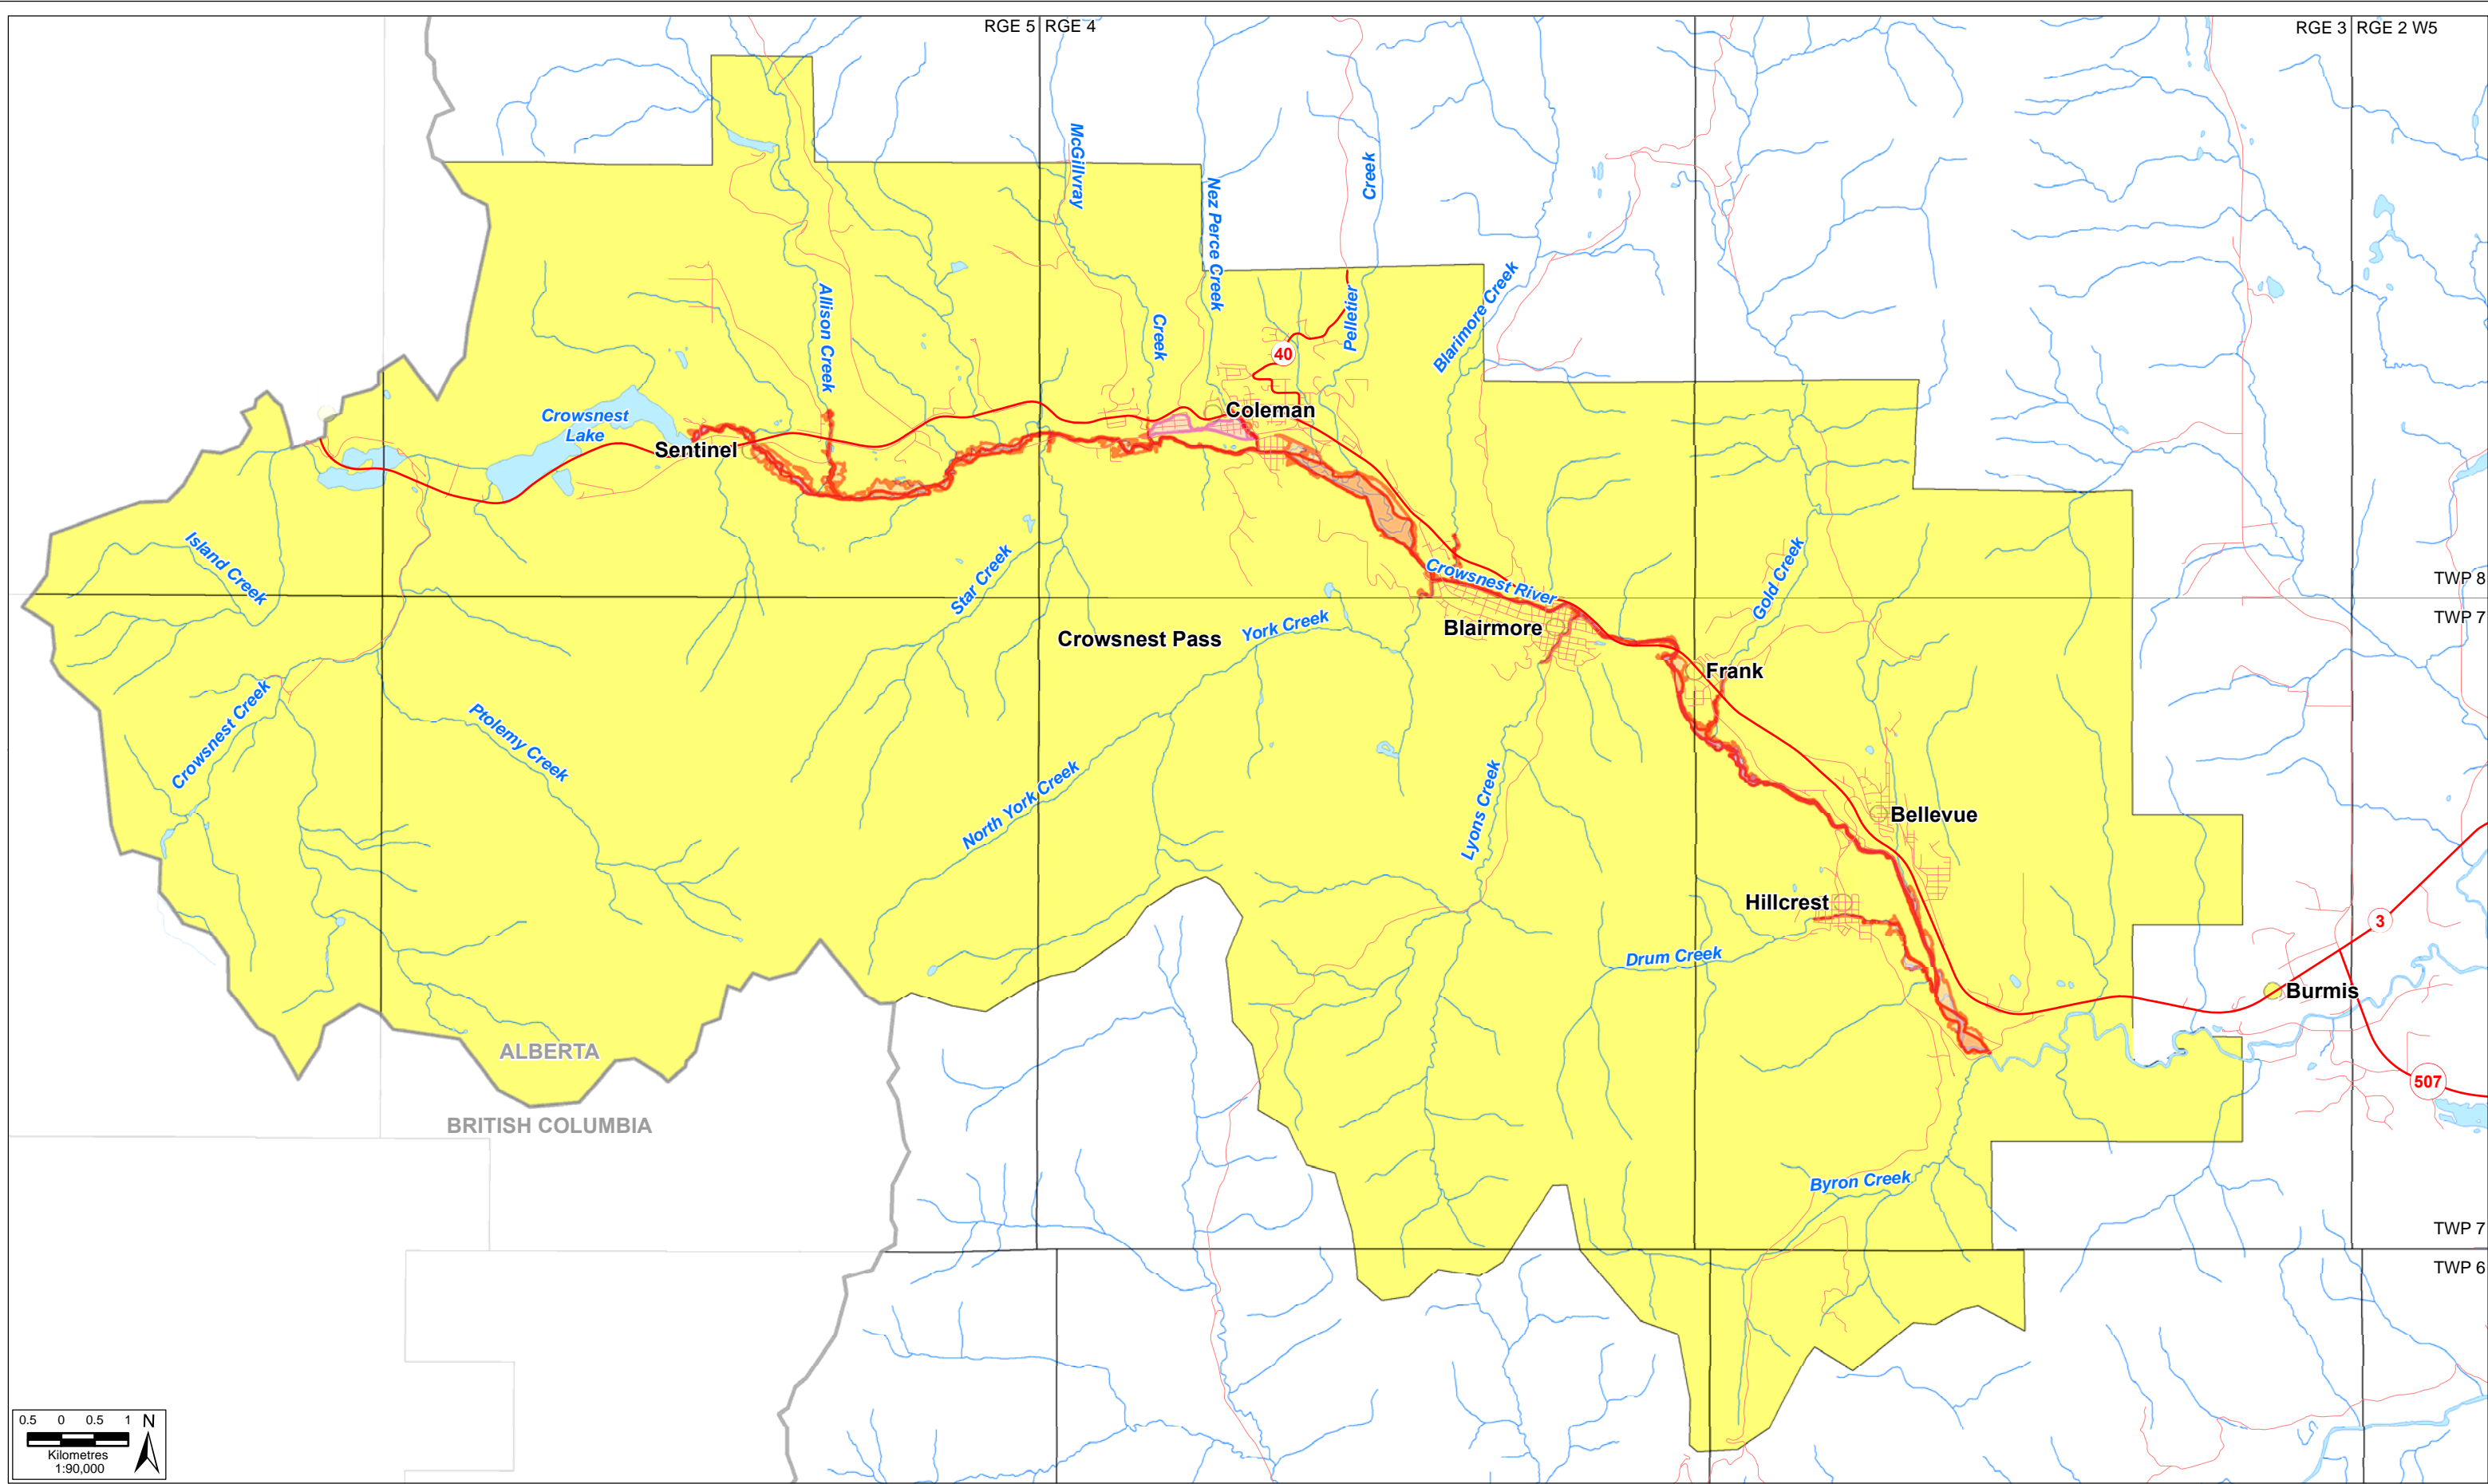 RGE 5 RGE 4
RGE 3 RGE 2 W5
McGillvray
Creek
Nez Perce Creek
Creek
Pelletier
Blarimore Creek
Allison Creek
40
Crowsnest
Lake
Sentinel
Coleman
Island Creek
Star Creek
Crowsnest River
Gold Creek
TWP 8
TWP 7
Crowsnest Pass
York Creek
Blairmore
Frank
Crowsnest Creek
Ptolemy Creek
North York Creek
Lyons Creek
Bellevue
Hillcrest
Drum Creek
3
Burmis
507
ALBERTA
BRITISH COLUMBIA
Byron Creek
TWP 7
TWP 6
0.5 0 0.5 1 N
Kilometres
1:90,000